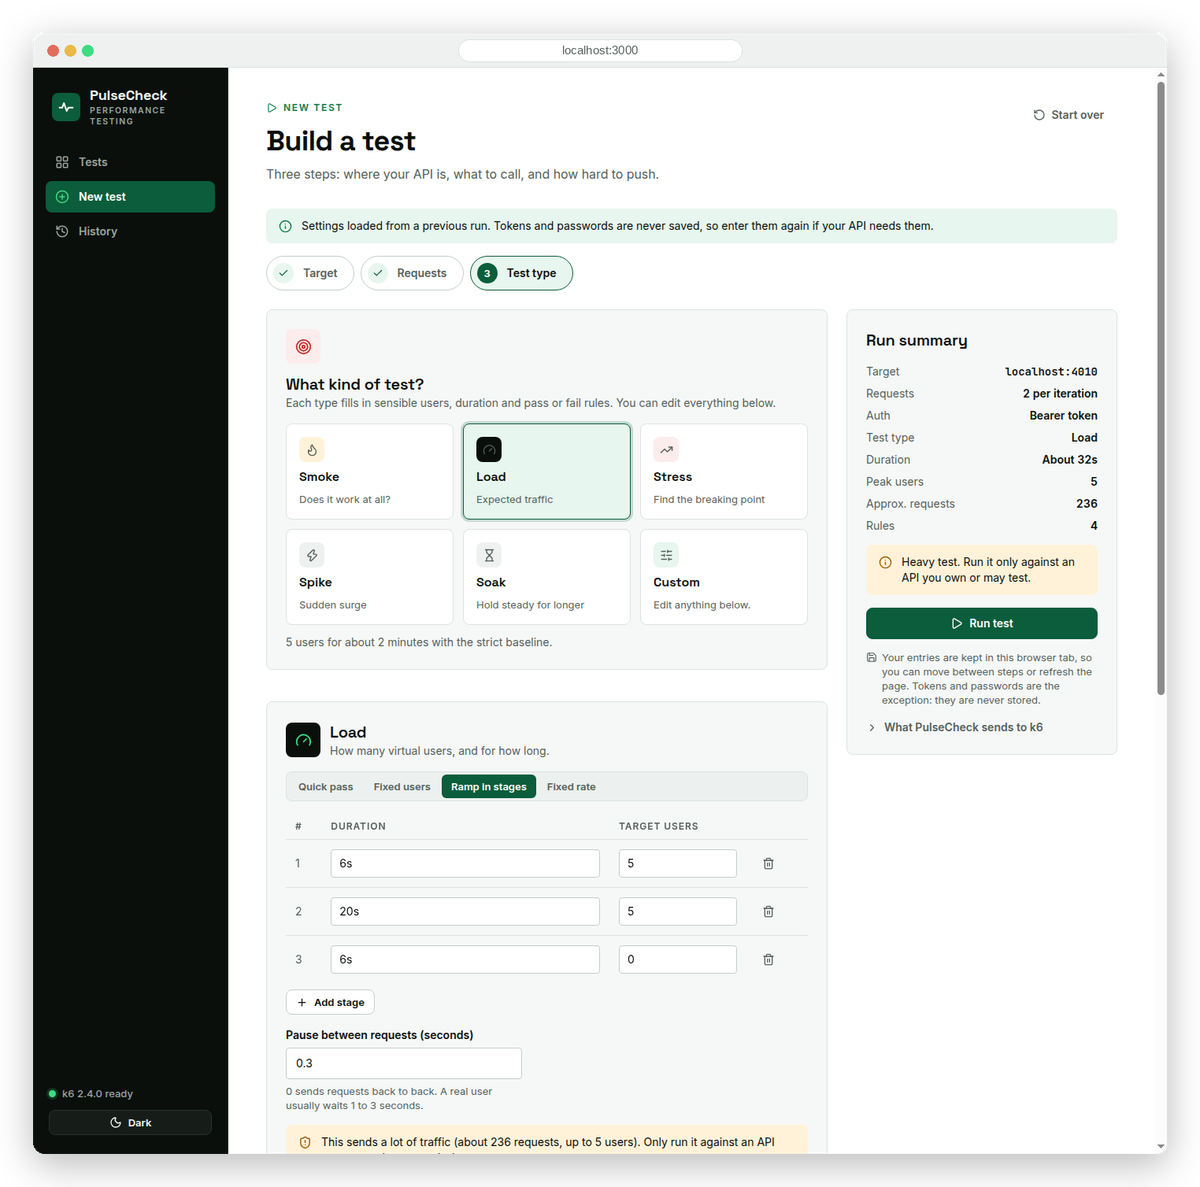 localhost:3000
PulseCheck
PERFORMANCE
TESTING
Tests
New test
History
k6 2.4.0 ready
Dark
NEW TEST
Build a test
Three steps: where your API is, what to call, and how hard to push.
Start over
Settings loaded from a previous run. Tokens and passwords are never saved, so enter them again if your API needs them.
Target
Requests
3 Test type
What kind of test?
Each type fills in sensible users, duration and pass or fail rules. You can edit everything below.
Smoke
Does it work at all?
Load
Expected traffic
Stress
Find the breaking point
Spike
Sudden surge
Soak
Hold steady for longer
Custom
Edit anything below.
5 users for about 2 minutes with the strict baseline.
Load
How many virtual users, and for how long.
Quick pass Fixed users Ramp in stages Fixed rate
# DURATION TARGET USERS
1 6s 5
2 20s 5
3 6s 0
Add stage
Pause between requests (seconds)
0.3
0 sends requests back to back. A real user
usually waits 1 to 3 seconds.
This sends a lot of traffic (about 236 requests, up to 5 users). Only run it against an API
Run summary
Target localhost:4010
Requests 2 per iteration
Auth Bearer token
Test type Load
Duration About 32s
Peak users 5
Approx. requests 236
Rules 4
Heavy test. Run it only against an
API you own or may test.
Run test
Your entries are kept in this browser tab, so
you can move between steps or refresh the
page. Tokens and passwords are the
exception: they are never stored.
What PulseCheck sends to k6